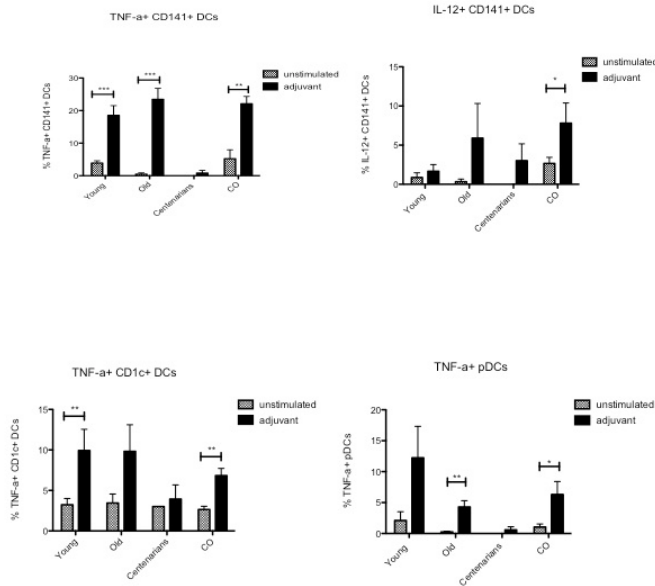 TNF-a+ CD141+ DCs
% TNF-a+ CD141+ DCs
30
20
10
0
***
***
**
unstimulated
adjuvant
Young
Old
Centenarians
CO
IL-12+ CD141+ DCs
% IL-12+ CD141+ DCs
15
10
5
0
*
unstimulated
adjuvant
Young
Old
Centenarians
CO
TNF-a+ CD1c+ DCs
% TNF-a+ CD1c+ DCs
15
10
5
0
**
**
unstimulated
adjuvant
Young
Old
Centenarians
CO
TNF-a+ pDCs
% TNF-a+ pDCs
20
15
10
5
0
**
*
unstimulated
adjuvant
Young
Old
Centenarians
CO